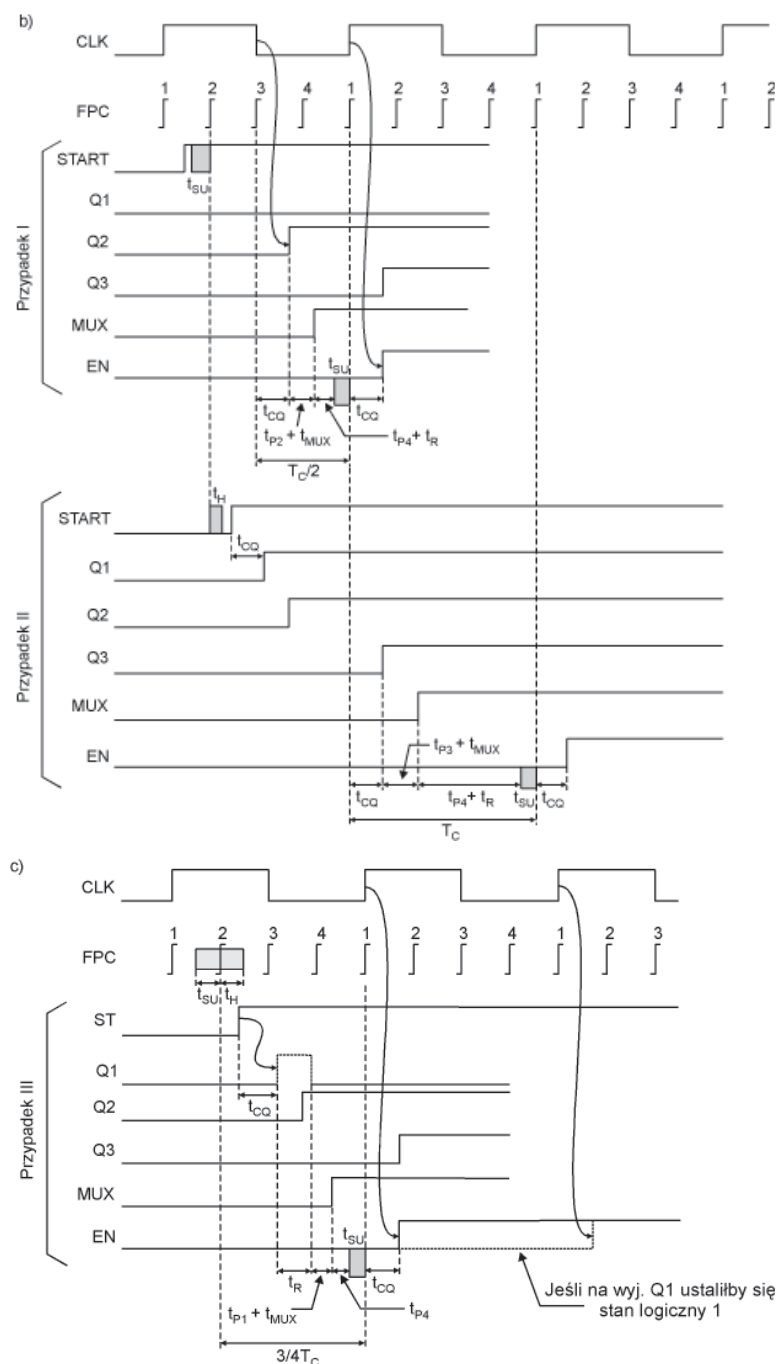 b)
CLK
1 2 3 4 1 2 3 4 1 2 3 4 1 2
FPC
Przypadek I
START
tSU
Q1
Q2
Q3
MUX
EN
tSU
tCQ
tCQ
tP2 + tMUX
tP4 + tR
TC/2
Przypadek II
tH
START
tCQ
Q1
Q2
Q3
MUX
tP3 + tMUX
EN
tCQ
tP4 + tR
tSU
tCQ
TC
c)
CLK
1 2 3 4 1 2 3 4 1 2 3
FPC
tSU
tH
Przypadek III
ST
Q1
tCQ
Q2
Q3
MUX
tSU
EN
tR
tCQ
tP1 + tMUX
tP4
Jeśli na wyj. Q1 ustaliłby się
stan logiczny 1
3/4TC